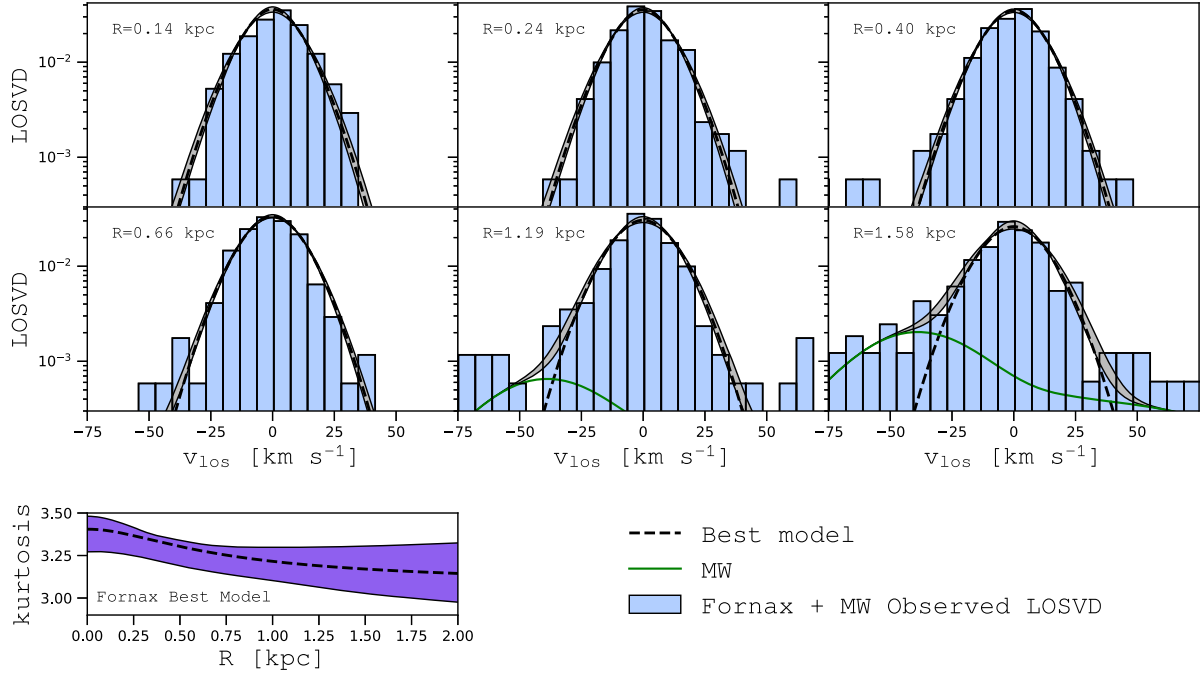 R=0.14 kpc
R=0.24 kpc
R=0.40 kpc
LOSVD
10⁻²
10⁻³
R=0.66 kpc
R=1.19 kpc
R=1.58 kpc
LOSVD
10⁻²
10⁻³
−75 −50 −25 0 25 50
−75 −50 −25 0 25 50
−75 −50 −25 0 25 50
v_los [km s⁻¹]
v_los [km s⁻¹]
v_los [km s⁻¹]
kurtosis
3.50
3.25
3.00
Fornax Best Model
0.00 0.25 0.50 0.75 1.00 1.25 1.50 1.75 2.00
R [kpc]
Best model
MW
Fornax + MW Observed LOSVD